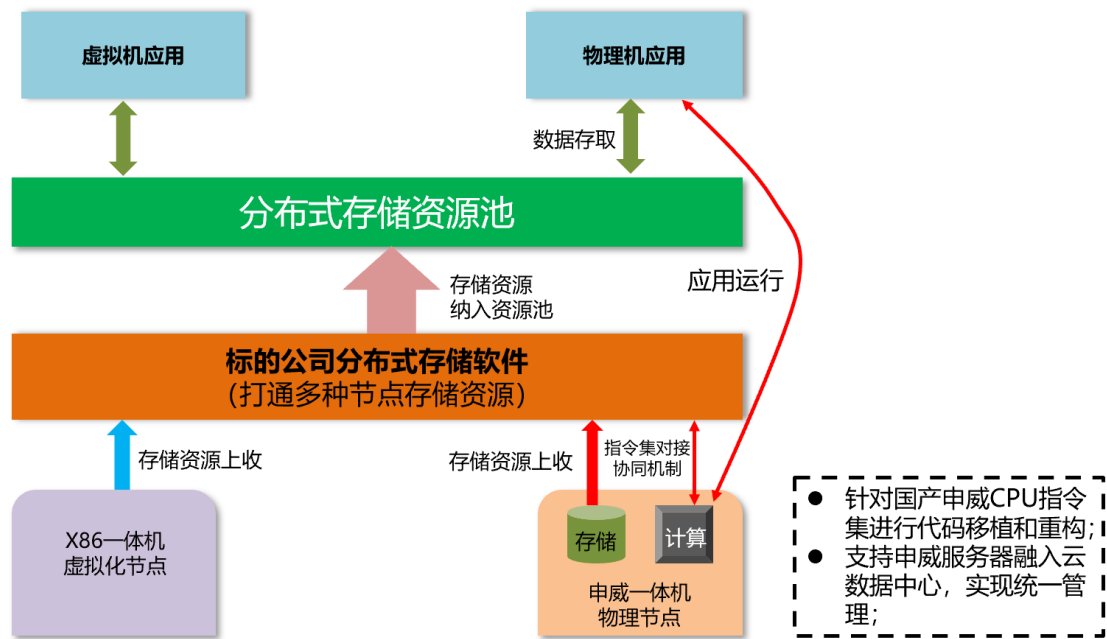 虚拟机应用
物理机应用
数据存取
分布式存储资源池
存储资源
纳入资源池
应用运行
标的公司分布式存储软件
（打通多种节点存储资源）
存储资源上收
存储资源上收
指令集对接
协同机制
X86一体机
虚拟化节点
存储
计算
申威一体机
物理节点
● 针对国产申威CPU指令
集进行代码移植和重构；
● 支持申威服务器融入云
数据中心，实现统一管
理；